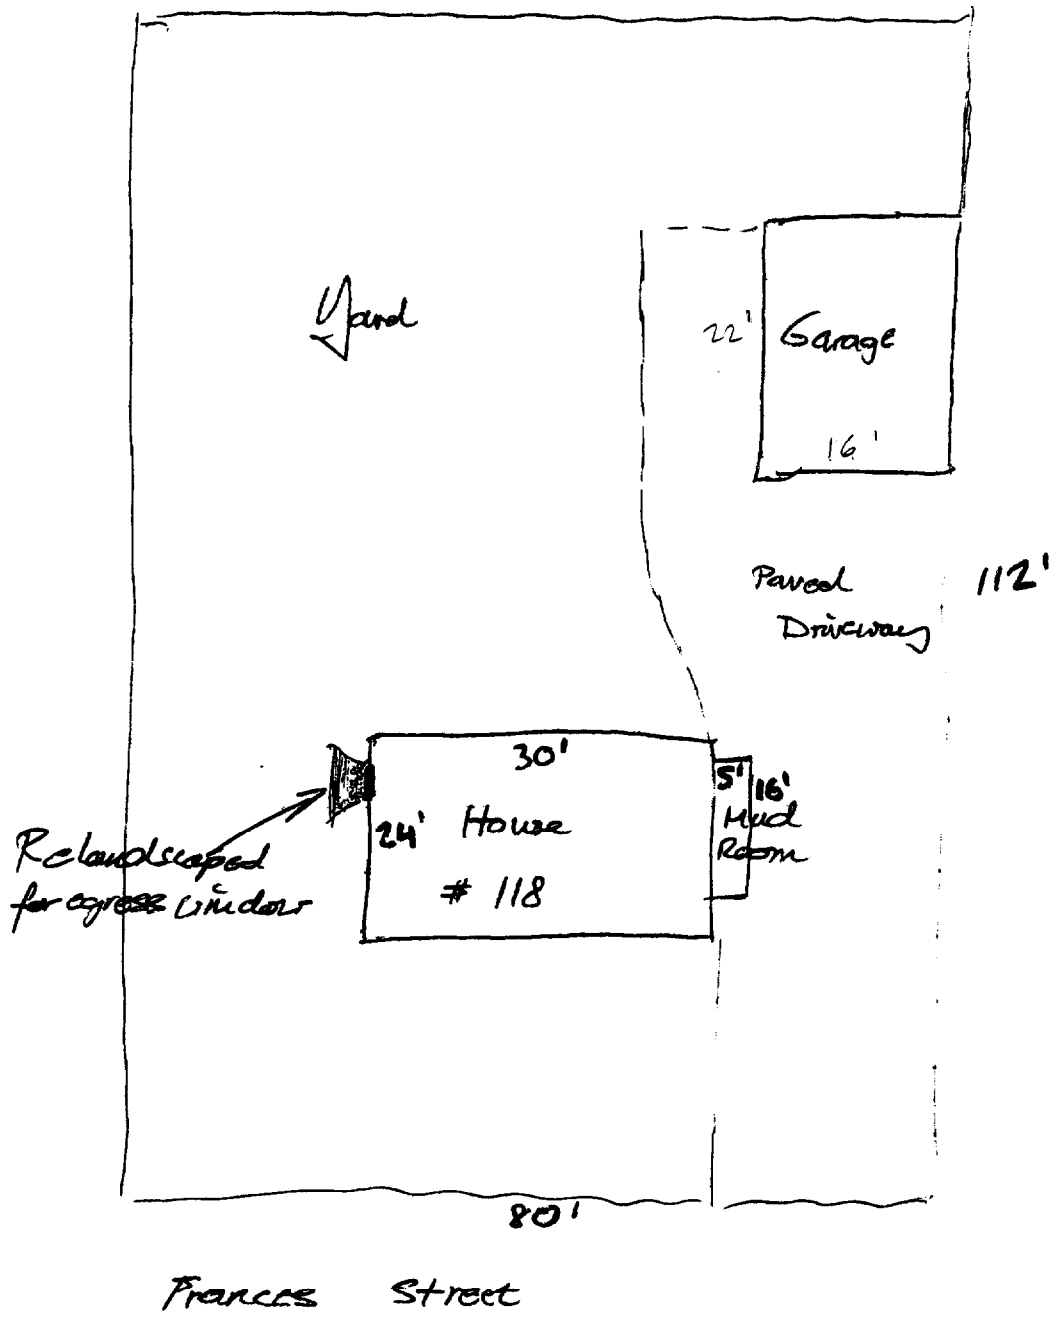 Yard
22'
Garage
16'
Paved
Driveway
112'
30'
5'
16'
24'
House
Mud
Room
# 118
Relandscaped
for egress window
80'
Frances Street